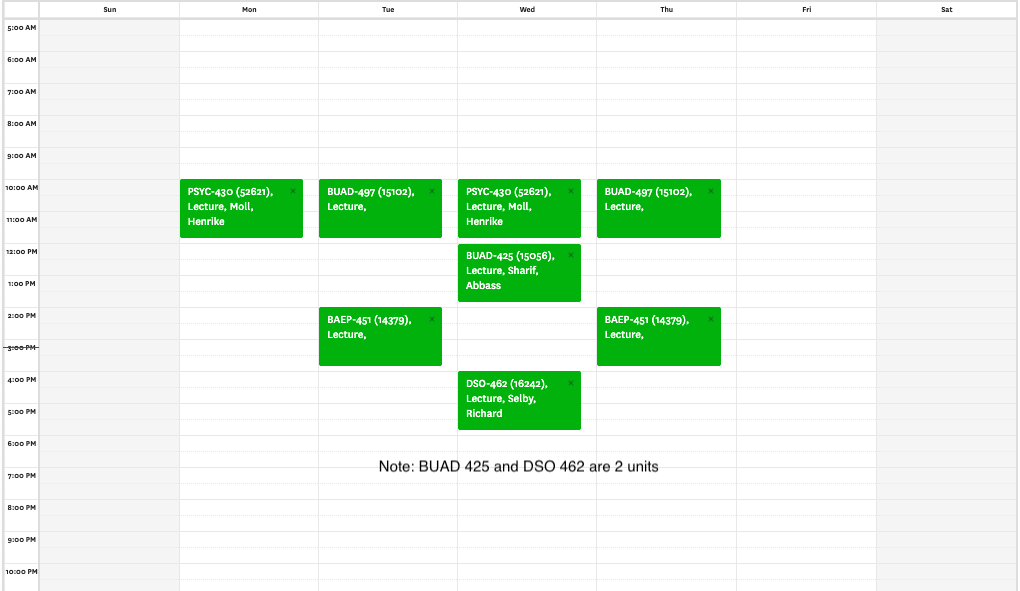 Sun Mon Tue Wed Thu Fri Sat
5:00 AM
6:00 AM
7:00 AM
8:00 AM
9:00 AM
10:00 AM
PSYC-430 (52621), ×
Lecture, Moll,
Henrike
BUAD-497 (15102), ×
Lecture,
PSYC-430 (52621), ×
Lecture, Moll,
Henrike
BUAD-497 (15102), ×
Lecture,
11:00 AM
12:00 PM
BUAD-425 (15056), ×
Lecture, Sharif,
Abbass
1:00 PM
2:00 PM
BAEP-451 (14379), ×
Lecture,
BAEP-451 (14379), ×
Lecture,
3:00 PM
4:00 PM
DSO-462 (16242), ×
Lecture, Selby,
Richard
5:00 PM
6:00 PM
Note: BUAD 425 and DSO 462 are 2 units
7:00 PM
8:00 PM
9:00 PM
10:00 PM